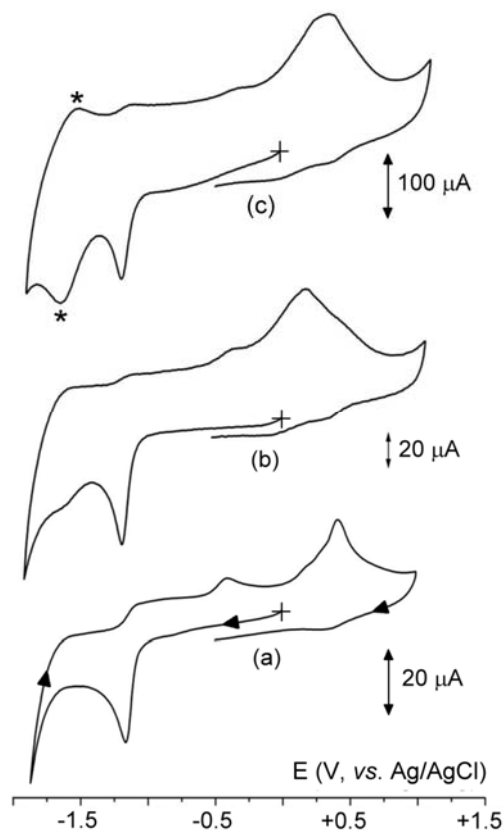 *
(c)
100 μA
*
(b)
20 μA
(a)
20 μA
E (V, vs. Ag/AgCl)
-1.5 -0.5 +0.5 +1.5